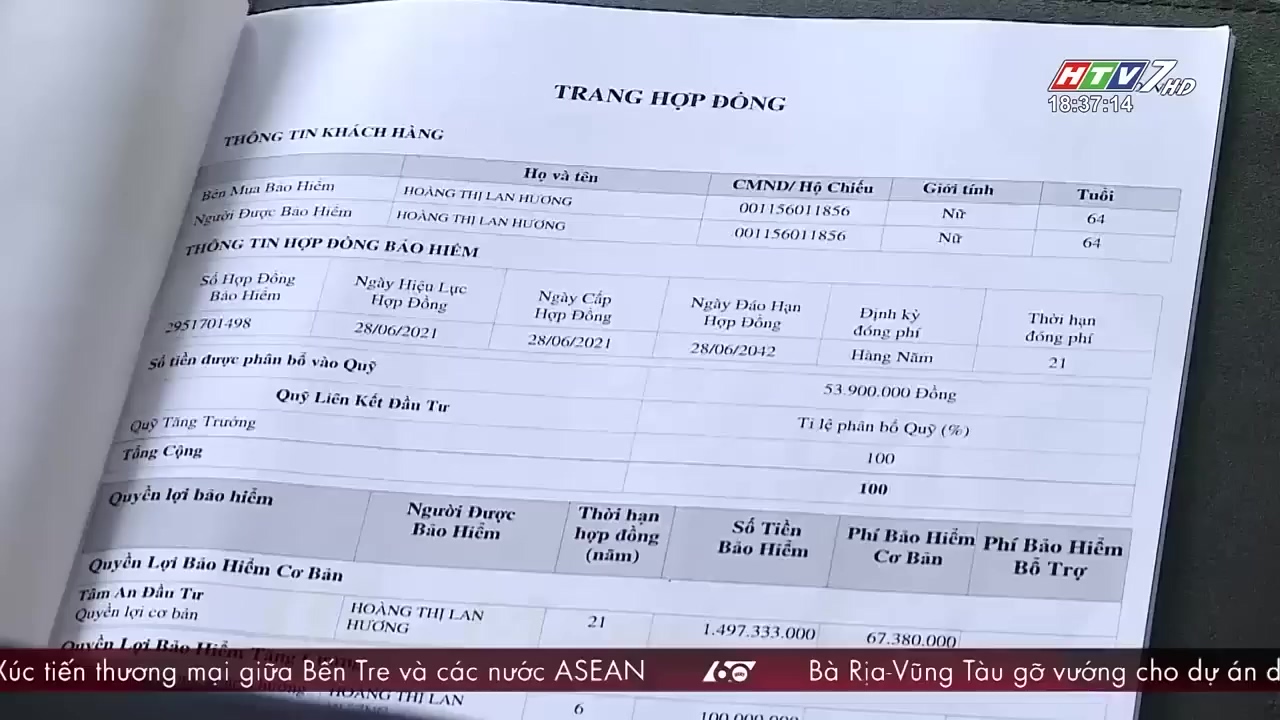 HTV7 HD
18:37:14
TRANG HỢP ĐỒNG
THÔNG TIN KHÁCH HÀNG
Họ và tên CMND/ Hộ Chiếu Giới tính Tuổi
Bên Mua Bảo Hiểm HOÀNG THỊ LAN HƯƠNG 001156011856 Nữ 64
Người Được Bảo Hiểm HOÀNG THỊ LAN HƯƠNG 001156011856 Nữ 64
THÔNG TIN HỢP ĐỒNG BẢO HIỂM
Số Hợp Đồng Ngày Hiệu Lực Ngày Cấp Ngày Đáo Hạn Định kỳ Thời hạn
Bảo Hiểm Hợp Đồng Hợp Đồng Hợp Đồng đóng phí đóng phí
2951701498 28/06/2021 28/06/2021 28/06/2042 Hàng Năm 21
Số tiền được phân bổ vào Quỹ 53.900.000 Đồng
Quỹ Liên Kết Đầu Tư Tỉ lệ phân bổ Quỹ (%)
Quỹ Tăng Trưởng 100
Tổng Cộng 100
Quyền lợi bảo hiểm Người Được Thời hạn Số Tiền Phí Bảo Hiểm Phí Bảo Hiểm
Bảo Hiểm hợp đồng Bảo Hiểm Cơ Bản Bổ Trợ
(năm)
Quyền Lợi Bảo Hiểm Cơ Bản
Tâm An Đầu Tư HOÀNG THỊ LAN 21 1.497.333.000 67.380.000
Quyền lợi cơ bản HƯƠNG
Quyền Lợi Bảo Hiểm
HOÀNG THỊ LAN 6 100.000.000
Xúc tiến thương mại giữa Bến Tre và các nước ASEAN 60 Bà Rịa-Vũng Tàu gỡ vướng cho dự án